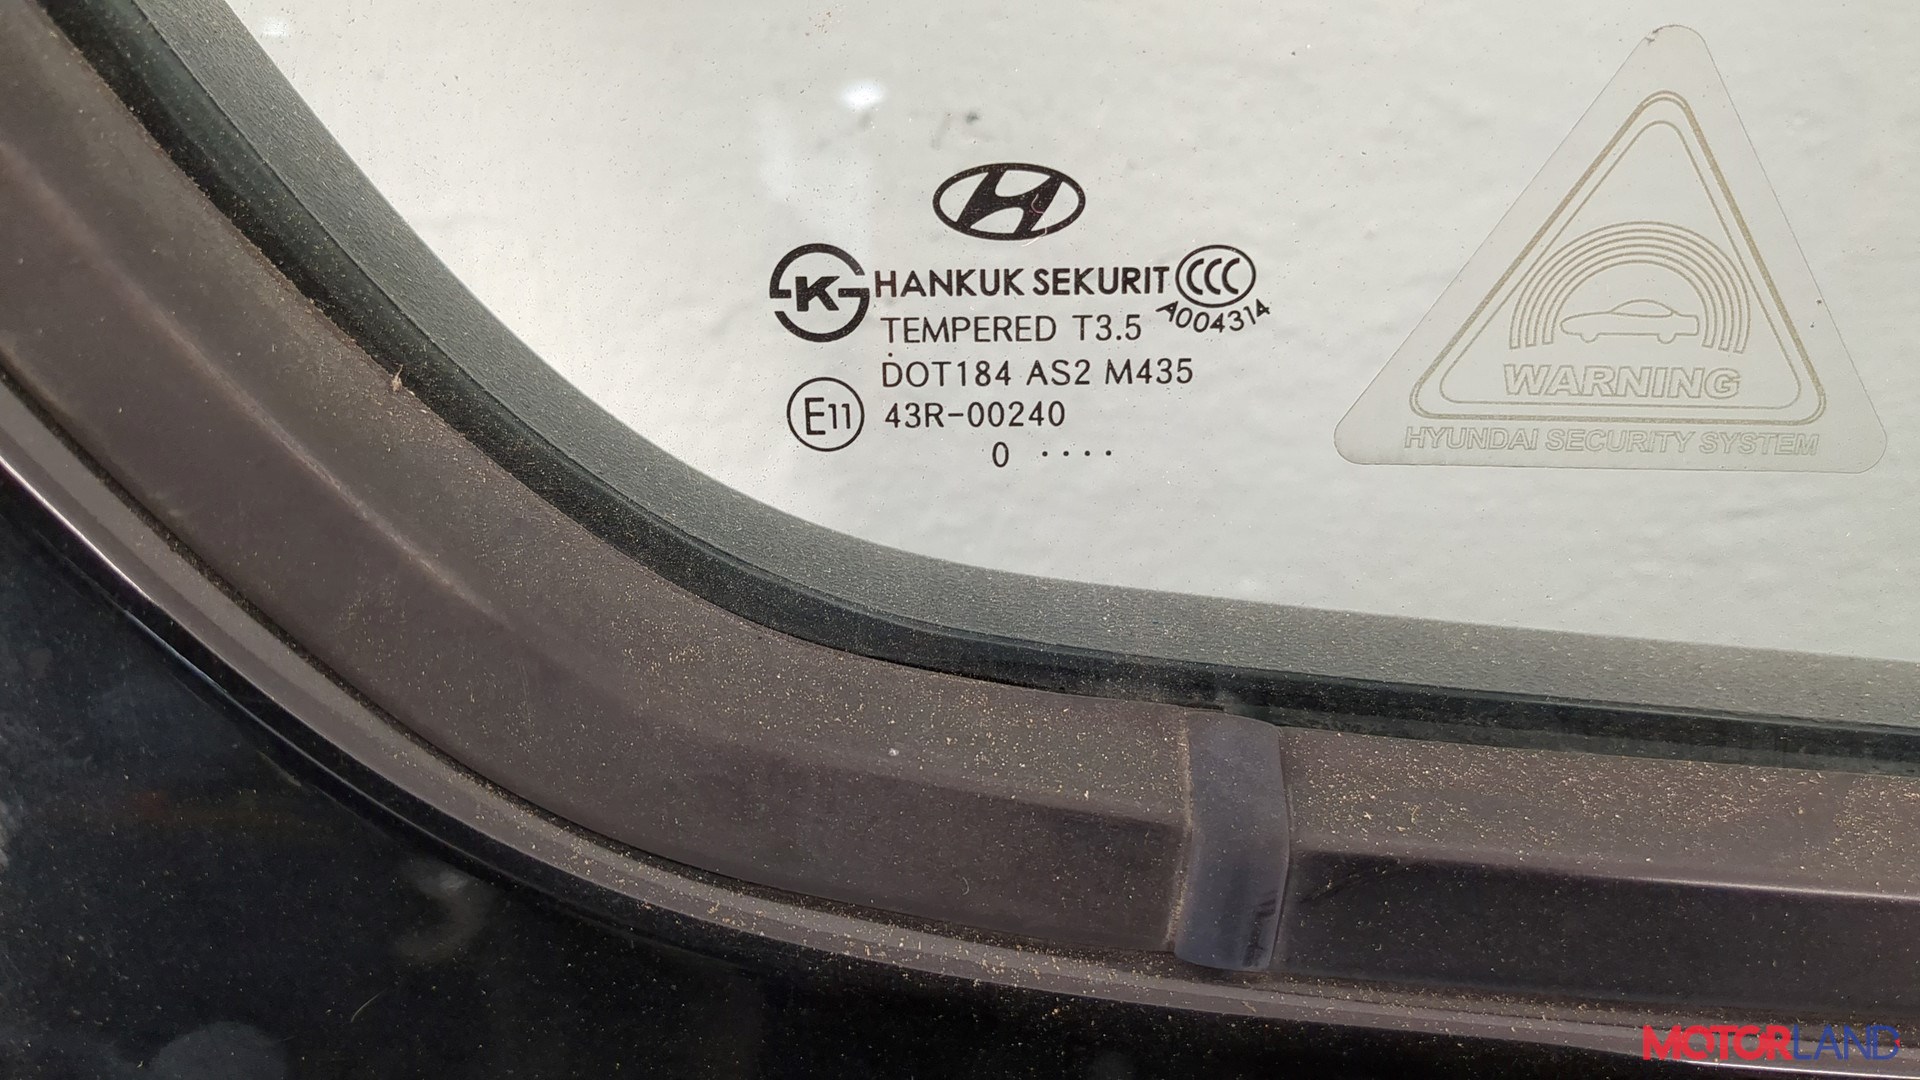 HANKUK SEKURIT CCC
A004314
TEMPERED T3.5
DOT184 AS2 M435
E11 43R-00240
0 ····
K
WARNING
HYUNDAI SECURITY SYSTEM
MOTORLAND